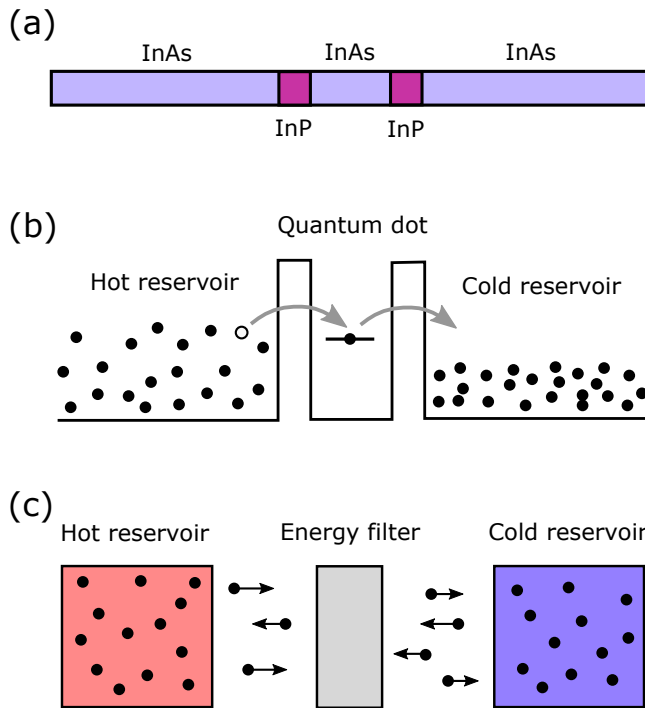 (a)
InAs InAs InAs
InP InP
(b)
Quantum dot
Hot reservoir
Cold reservoir
(c)
Hot reservoir Energy filter Cold reservoir